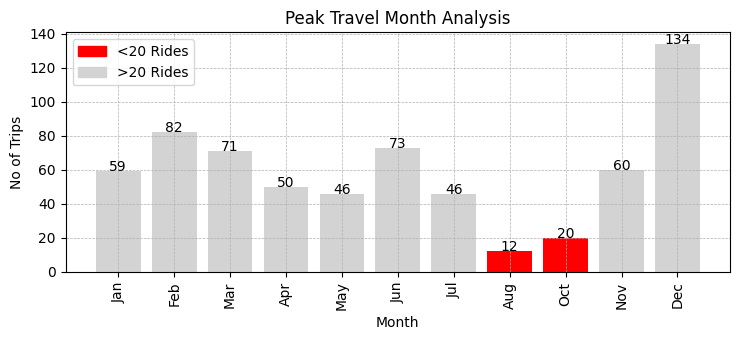 Peak Travel Month Analysis
<20 Rides
>20 Rides
No of Trips
140
120
100
80
60
40
20
0
59
82
71
50
46
73
46
12
20
60
134
Jan
Feb
Mar
Apr
May
Jun
Jul
Aug
Oct
Nov
Dec
Month